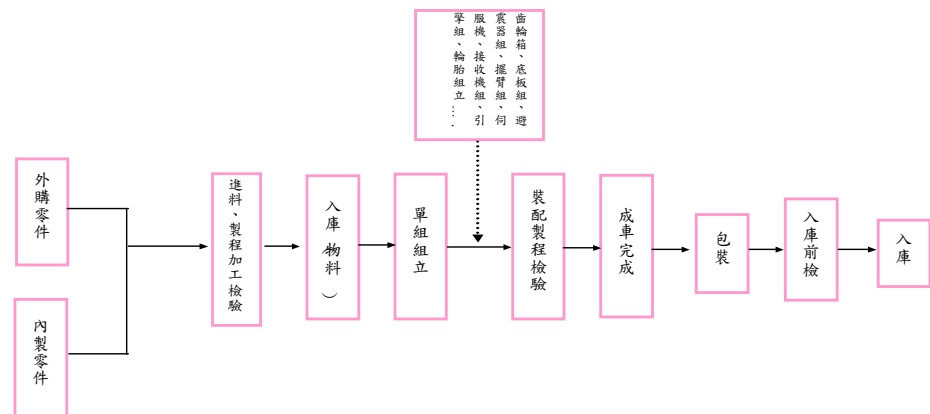 齒輪箱、底板組、避
震器組、擺臂組、伺
服機、接收機組、引
擎組、輪胎組立….
外購零件
內製零件
進料、製程加工檢驗
入庫 物料 ）
單組組立
裝配製程檢驗
成車完成
包裝
入庫前檢
入庫